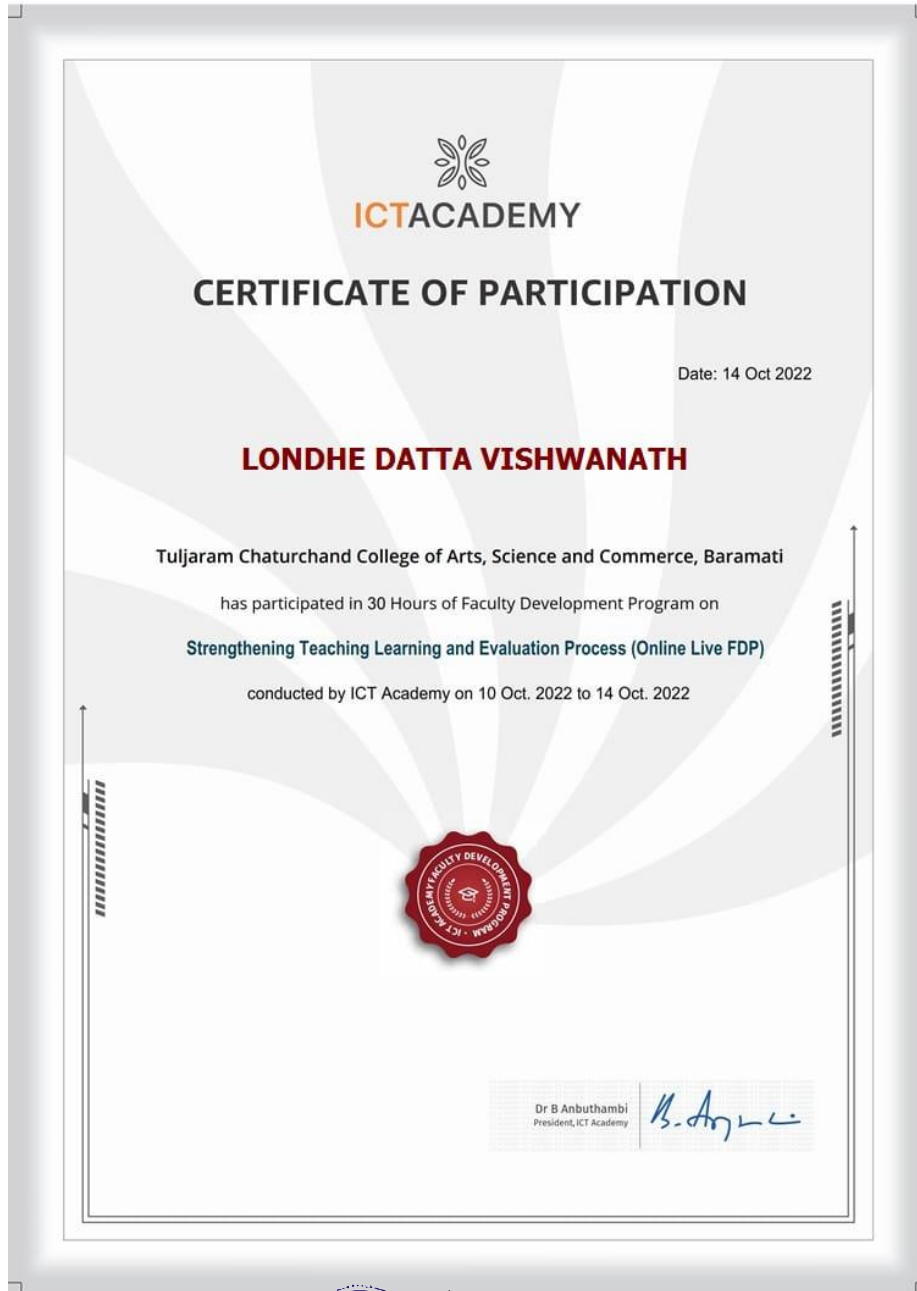 ICTACADEMY
CERTIFICATE OF PARTICIPATION
Date: 14 Oct 2022
LONDHE DATTA VISHWANATH
Tuljaram Chaturchand College of Arts, Science and Commerce, Baramati
has participated in 30 Hours of Faculty Development Program on
Strengthening Teaching Learning and Evaluation Process (Online Live FDP)
conducted by ICT Academy on 10 Oct. 2022 to 14 Oct. 2022
FACULTY DEVELOPMENT PROGRAM · ICT ACADEMY
Dr B Anbuthambi
President, ICT Academy